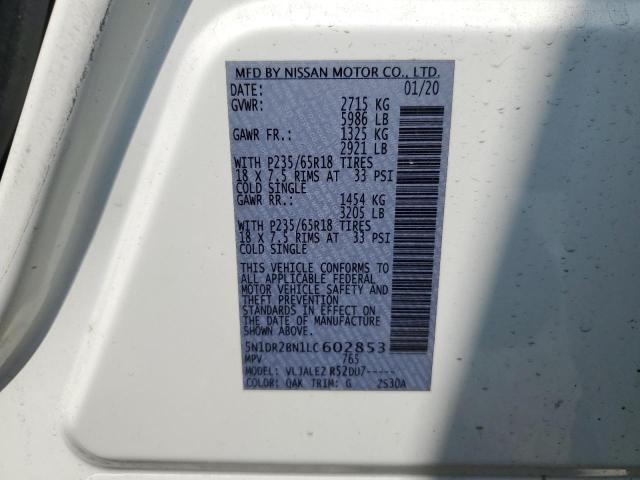 MFD BY NISSAN MOTOR CO., LTD.
DATE: 01/20
GVWR: 2715 KG
5986 LB
GAWR FR.: 1325 KG
2921 LB
WITH P235/65R18 TIRES
18 X 7.5 RIMS AT 33 PSI
COLD SINGLE
GAWR RR.: 1454 KG
3205 LB
WITH P235/65R18 TIRES
18 X 7.5 RIMS AT 33 PSI
COLD SINGLE
THIS VEHICLE CONFORMS TO
ALL APPLICABLE FEDERAL
MOTOR VEHICLE SAFETY AND
THEFT PREVENTION
STANDARDS IN EFFECT ON
THE DATE OF MANUFACTURE
SHOWN ABOVE.
5N1DR2BN1LC602853
MPV 765
MODEL: VLJALE2 R52DU7-----
COLOR: QAK TRIM: G 2S30A